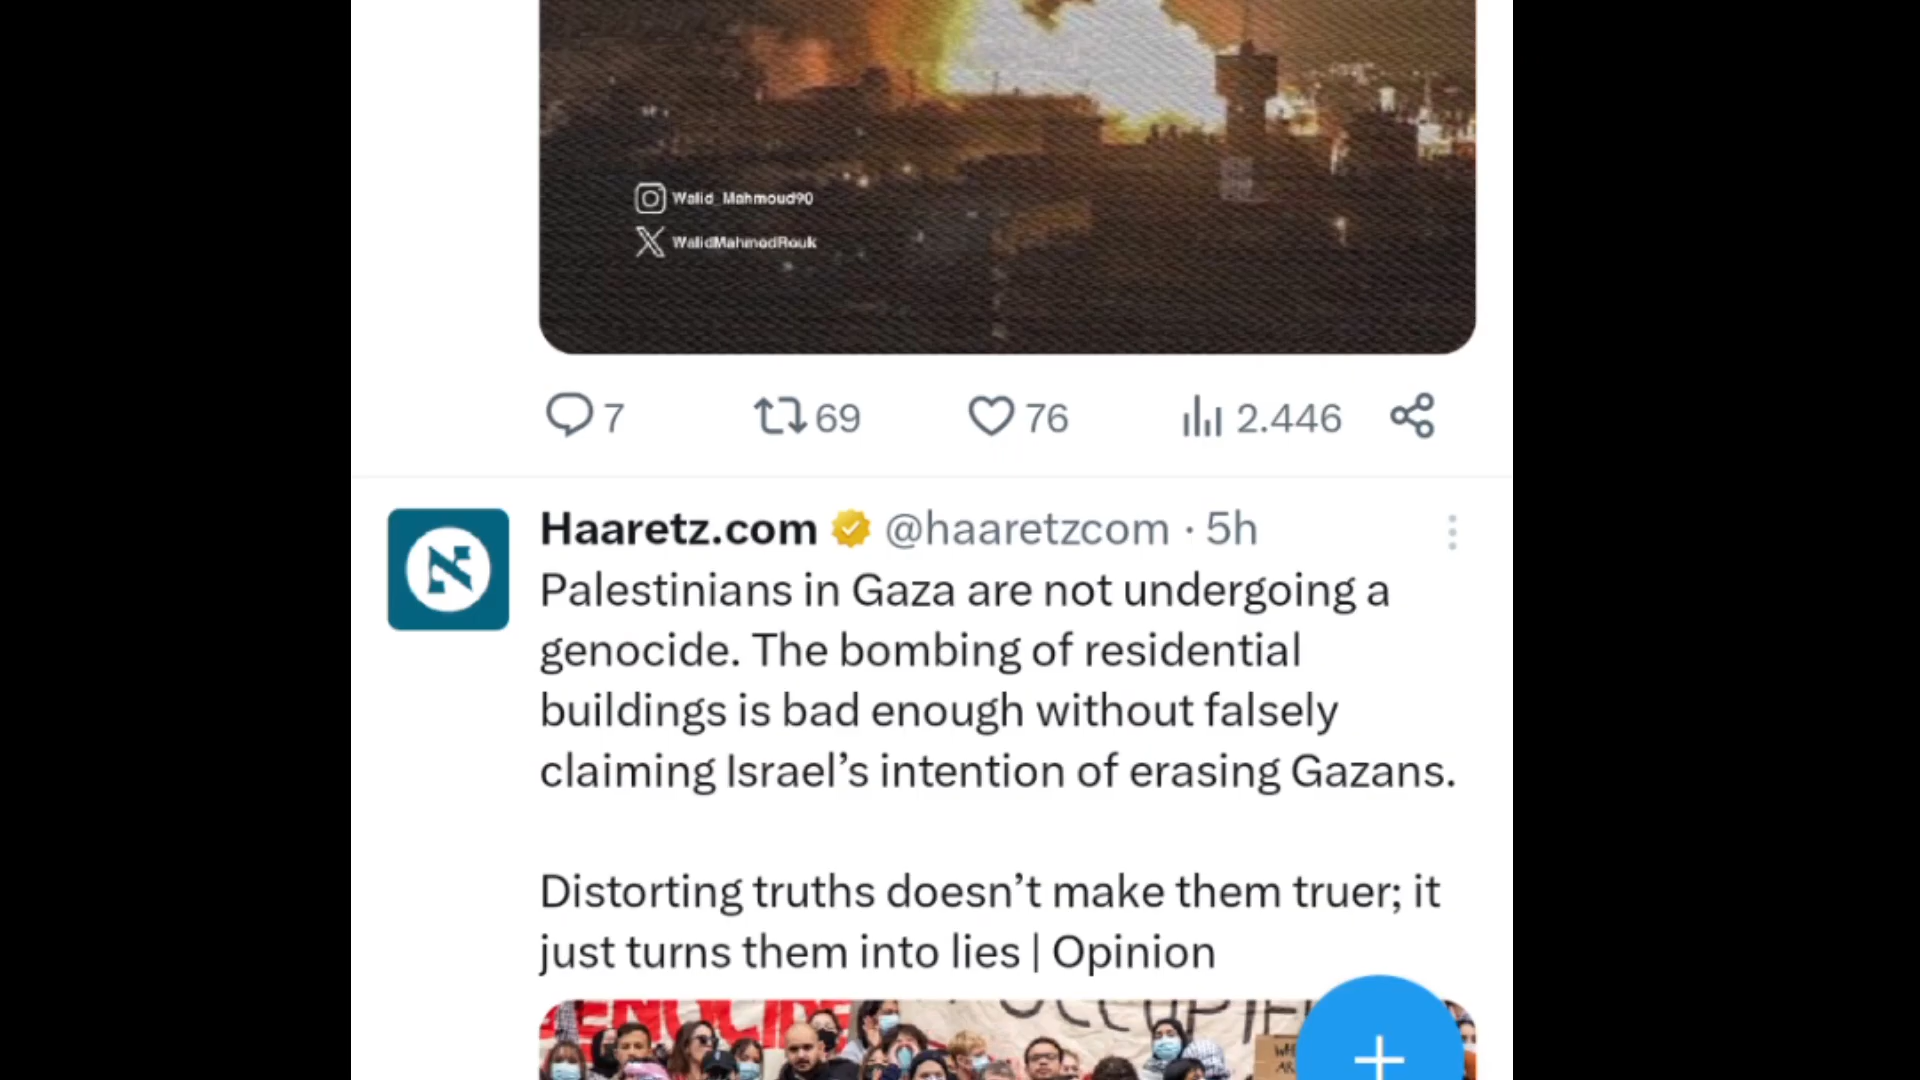 Walid_Mahmoud90
WalidMahmodRouk
7 69 76 2.446
Haaretz.com @haaretzcom · 5h
Palestinians in Gaza are not undergoing a
genocide. The bombing of residential
buildings is bad enough without falsely
claiming Israel’s intention of erasing Gazans.
Distorting truths doesn’t make them truer; it
just turns them into lies | Opinion
GENOCIDE